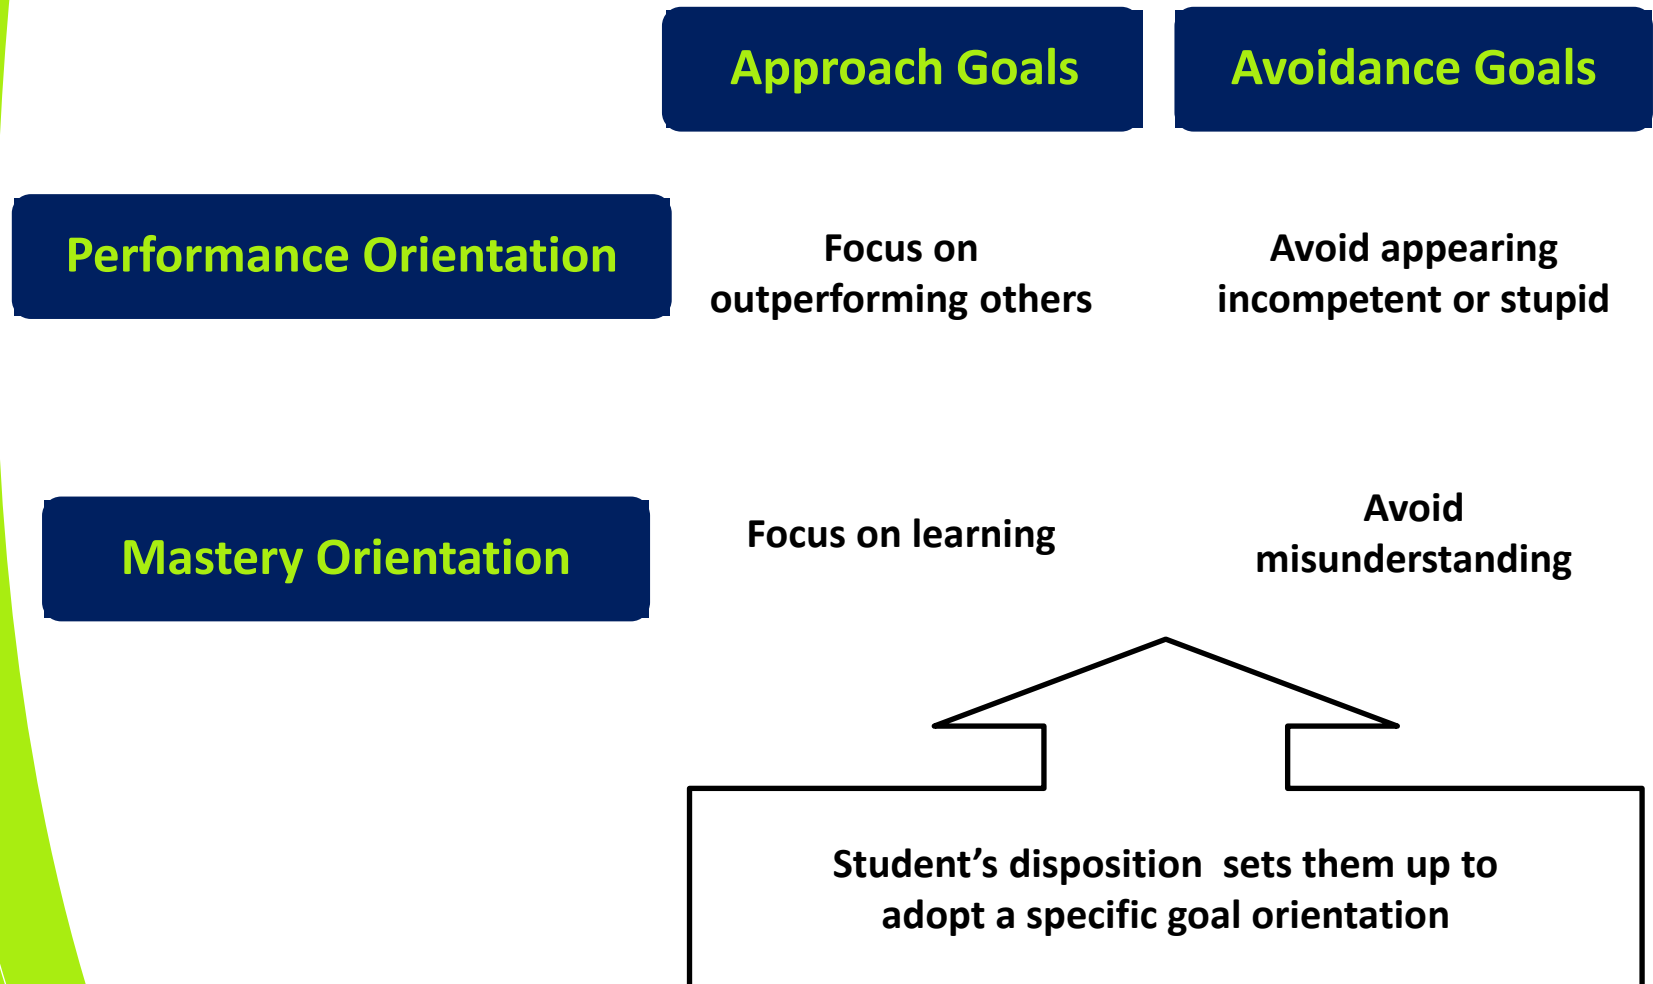 Approach Goals
Avoidance Goals
Performance Orientation
Focus on
outperforming others
Avoid appearing
incompetent or stupid
Mastery Orientation
Focus on learning
Avoid
misunderstanding
Student’s disposition  sets them up to
adopt a specific goal orientation